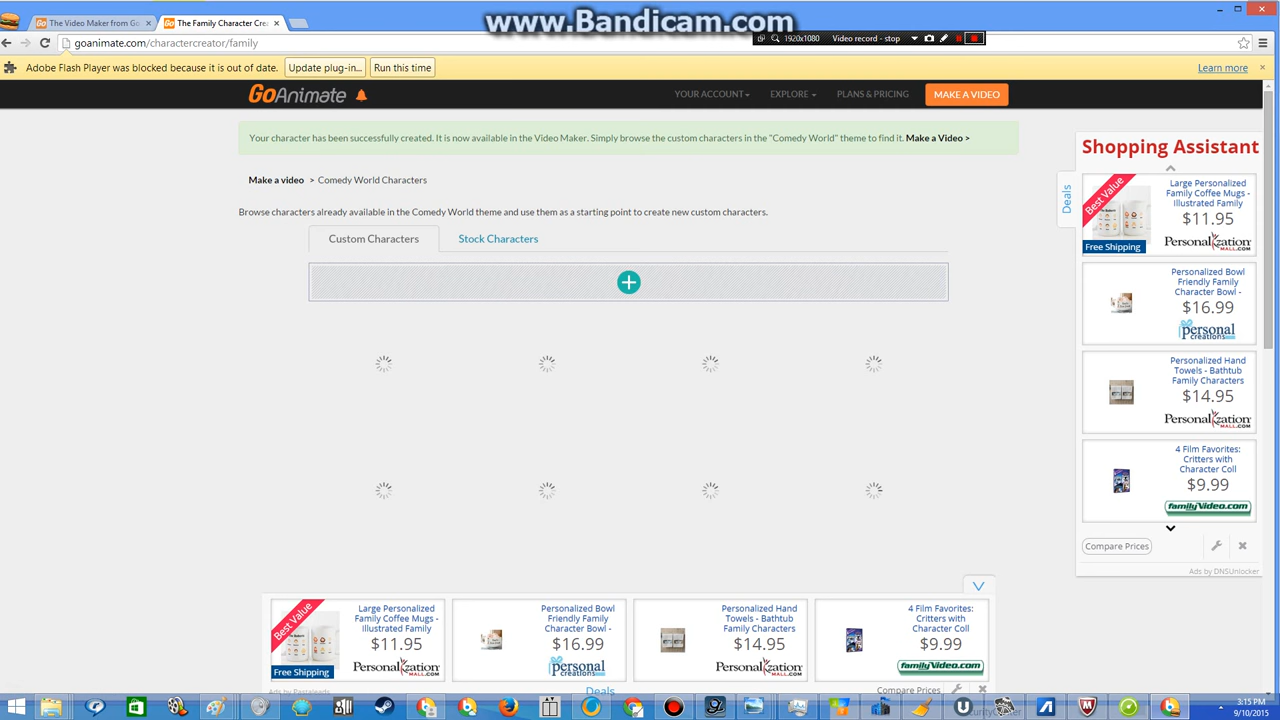 www.Bandicam.com
The Video Maker from Go
The Family Character Crea
1920x1080
Video record - stop
goanimate.com/charactercreator/family
Adobe Flash Player was blocked because it is out of date.
Update plug-in...
Run this time
Learn more
GoAnimate
YOUR ACCOUNT
EXPLORE
PLANS & PRICING
MAKE A VIDEO
Your character has been successfully created. It is now available in the Video Maker. Simply browse the custom characters in the "Comedy World" theme to find it. Make a Video >
Make a video > Comedy World Characters
Browse characters already available in the Comedy World theme and use them as a starting point to create new custom characters.
Custom Characters
Stock Characters
Shopping Assistant
Deals
Best Value
Free Shipping
Large Personalized
Family Coffee Mugs -
Illustrated Family
$11.95
PersonalizationMALL.COM
Personalized Bowl
Friendly Family
Character Bowl -
$16.99
personal
creations
Personalized Hand
Towels - Bathtub
Family Characters
$14.95
PersonalizationMALL.COM
4 Film Favorites:
Critters with
Character Coll
$9.99
familyVideo.com
Compare Prices
Ads by DNSUnlocker
Best Value
Free Shipping
Large Personalized
Family Coffee Mugs -
Illustrated Family
$11.95
PersonalizationMALL.COM
Personalized Bowl
Friendly Family
Character Bowl -
$16.99
personal
creations
Personalized Hand
Towels - Bathtub
Family Characters
$14.95
PersonalizationMALL.COM
4 Film Favorites:
Critters with
Character Coll
$9.99
familyVideo.com
Deals
Compare Prices
3:15 PM
9/10/2015